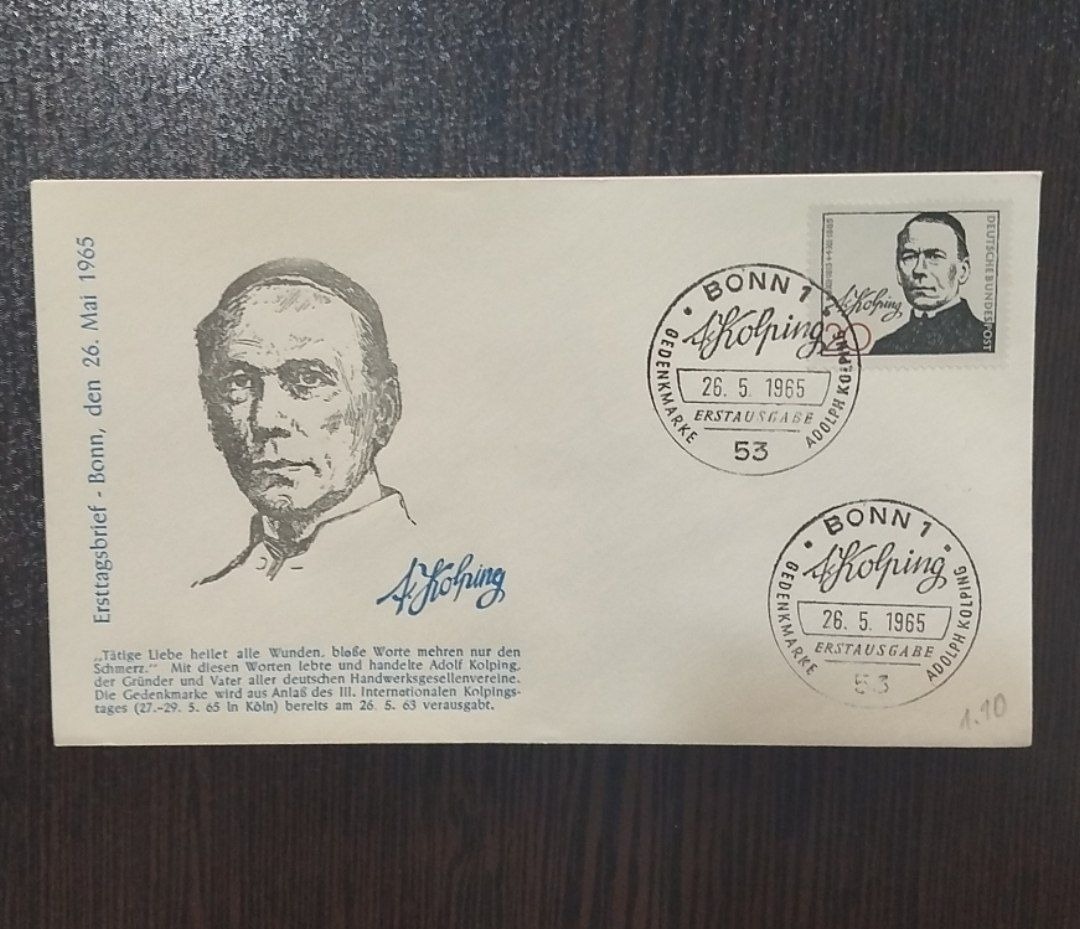 Ersttagsbrief - Bonn, den 26. Mai 1965
A. Kolping
„Tätige Liebe heilet alle Wunden, bloße Worte mehren nur den
Schmerz.“ Mit diesen Worten lebte und handelte Adolf Kolping,
der Gründer und Vater aller deutschen Handwerksgesellenvereine.
Die Gedenkmarke wird aus Anlaß des III. Internationalen Kolpings-
tages (27.-29. 5. 65 in Köln) bereits am 26. 5. 63 verausgabt.
DEUTSCHE BUNDESPOST
A. Kolping
20
BONN 1
A. Kolping
GEDENKMARKE
26. 5. 1965
ERSTAUSGABE
ADOLPH KOLPING
53
BONN 1
A. Kolping
GEDENKMARKE
26. 5. 1965
ERSTAUSGABE
ADOLPH KOLPING
53
1.10